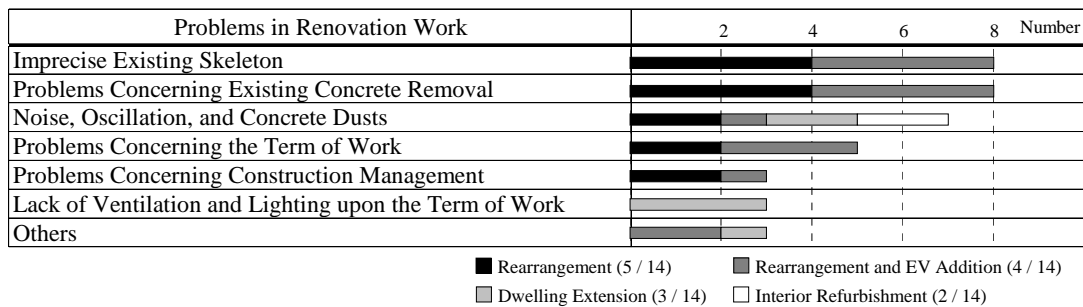 Problems in Renovation Work 2 4 6 8 Number
Imprecise Existing Skeleton
Problems Concerning Existing Concrete Removal
Noise, Oscillation, and Concrete Dusts
Problems Concerning the Term of Work
Problems Concerning Construction Management
Lack of Ventilation and Lighting upon the Term of Work
Others
Rearrangement (5 / 14) Rearrangement and EV Addition (4 / 14)
Dwelling Extension (3 / 14) Interior Refurbishment (2 / 14)